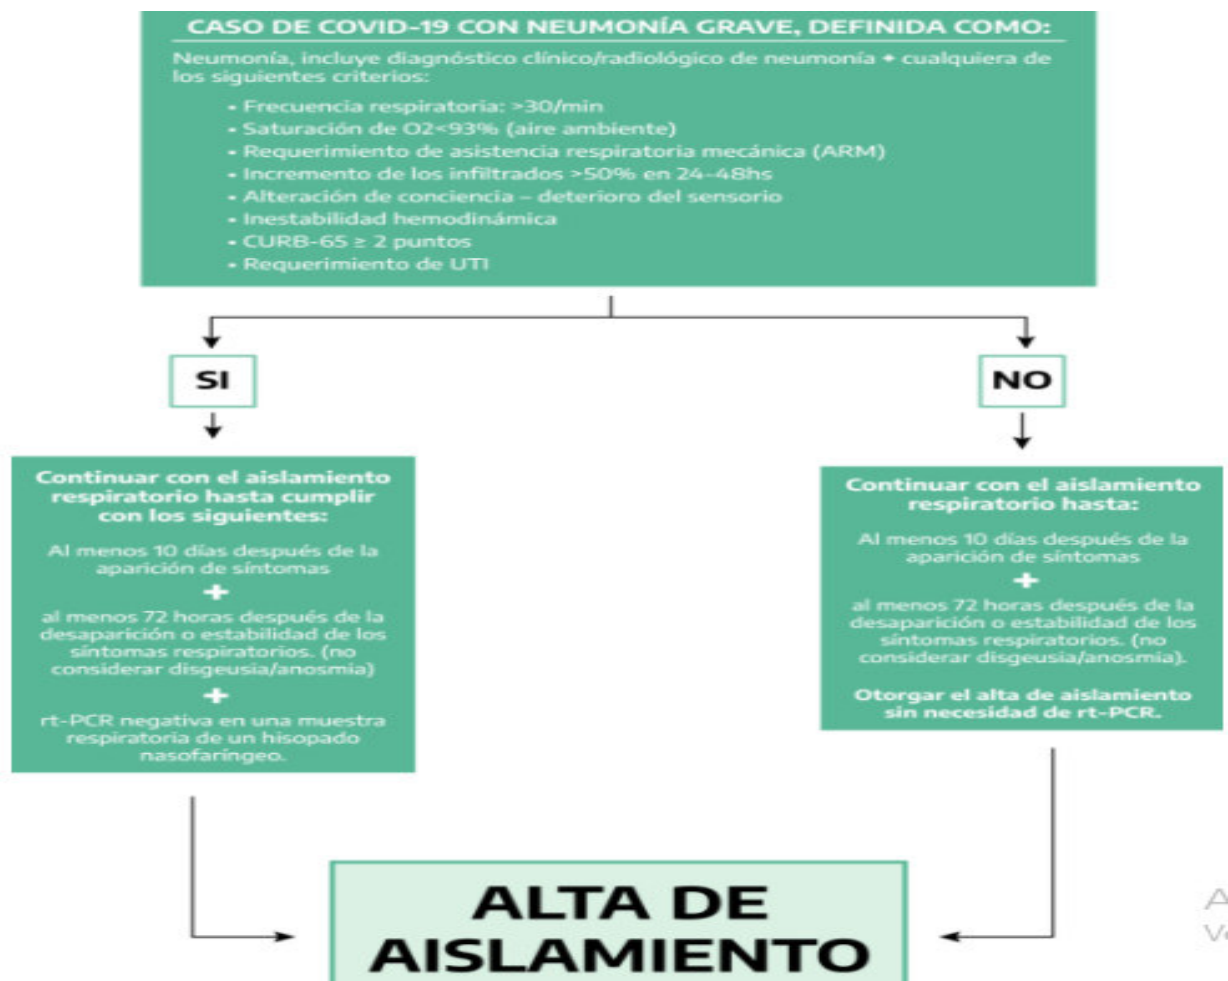 CASO DE COVID-19 CON NEUMONÍA GRAVE, DEFINIDA COMO:
Neumonía, incluye diagnóstico clínico/radiológico de neumonía + cualquiera de
los siguientes criterios:
• Frecuencia respiratoria: >30/min
• Saturación de O2<93% (aire ambiente)
• Requerimiento de asistencia respiratoria mecánica (ARM)
• Incremento de los infiltrados >50% en 24-48hs
• Alteración de conciencia – deterioro del sensorio
• Inestabilidad hemodinámica
• CURB-65 ≥ 2 puntos
• Requerimiento de UTI
SI
NO
Continuar con el aislamiento
respiratorio hasta cumplir
con los siguientes:
Al menos 10 días después de la
aparición de síntomas
+
al menos 72 horas después de la
desaparición o estabilidad de los
síntomas respiratorios. (no
considerar disgeusia/anosmia)
+
rt-PCR negativa en una muestra
respiratoria de un hisopado
nasofaríngeo.
Continuar con el aislamiento
respiratorio hasta:
Al menos 10 días después de la
aparición de síntomas
+
al menos 72 horas después de la
desaparición o estabilidad de los
síntomas respiratorios. (no
considerar disgeusia/anosmia).
Otorgar el alta de aislamiento
sin necesidad de rt-PCR.
ALTA DE
AISLAMIENTO